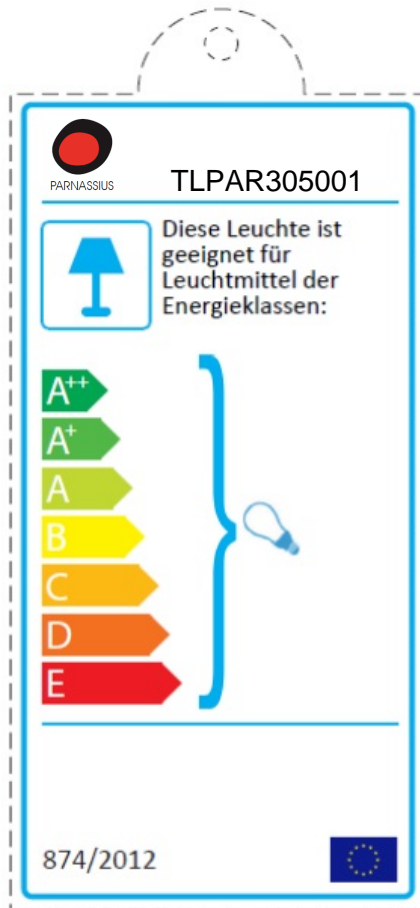 PARNASSIUS
TLPAR305001
Diese Leuchte ist
geeignet für
Leuchtmittel der
Energieklassen:
A++
A+
A
B
C
D
E
874/2012